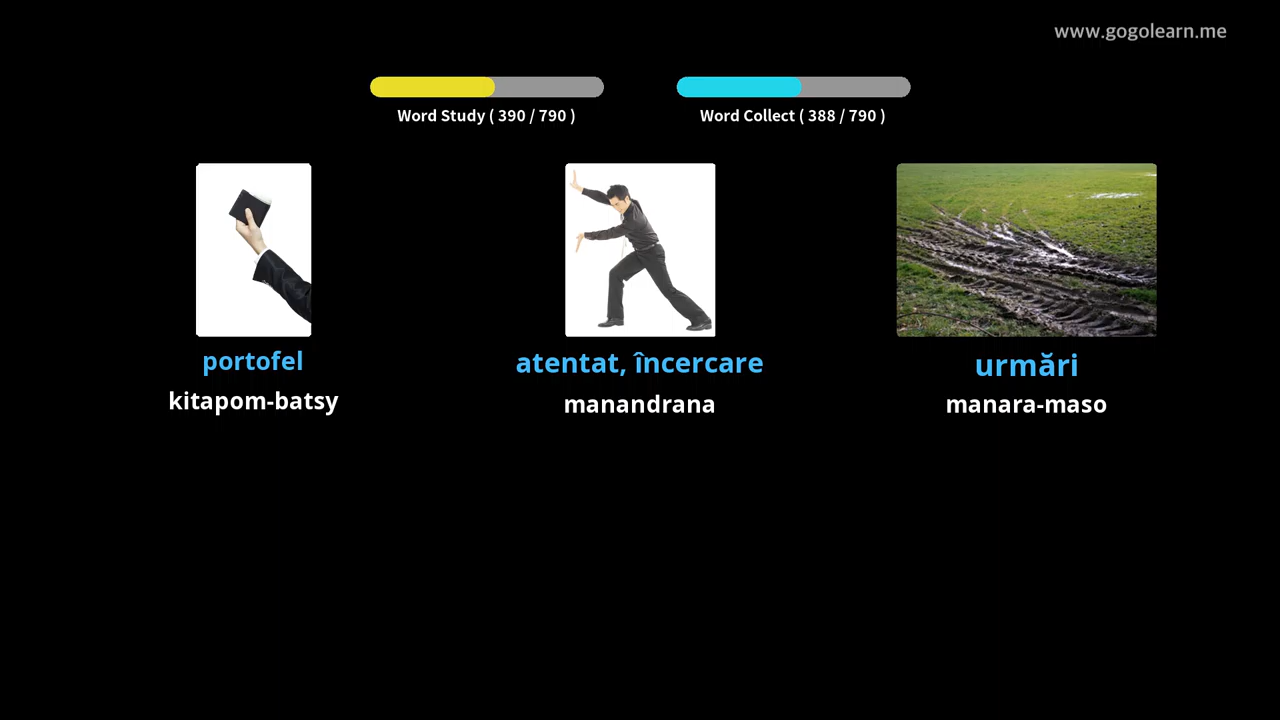 www.gogolearn.me
Word Study ( 390 / 790 )
Word Collect ( 388 / 790 )
portofel
atentat, încercare
urmări
kitapom-batsy
manandrana
manara-maso